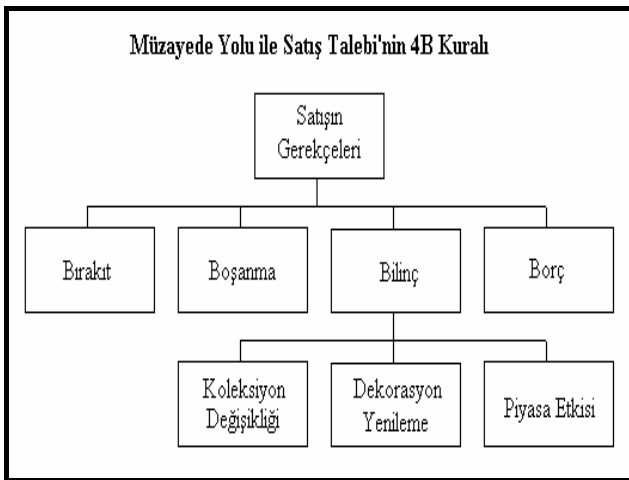 Müzayede Yolu ile Satış Talebi'nin 4B Kuralı
Satışın
Gerekçeleri
Bırakıt
Boşanma
Bilinç
Borç
Koleksiyon
Değişikliği
Dekorasyon
Yenileme
Piyasa Etkisi